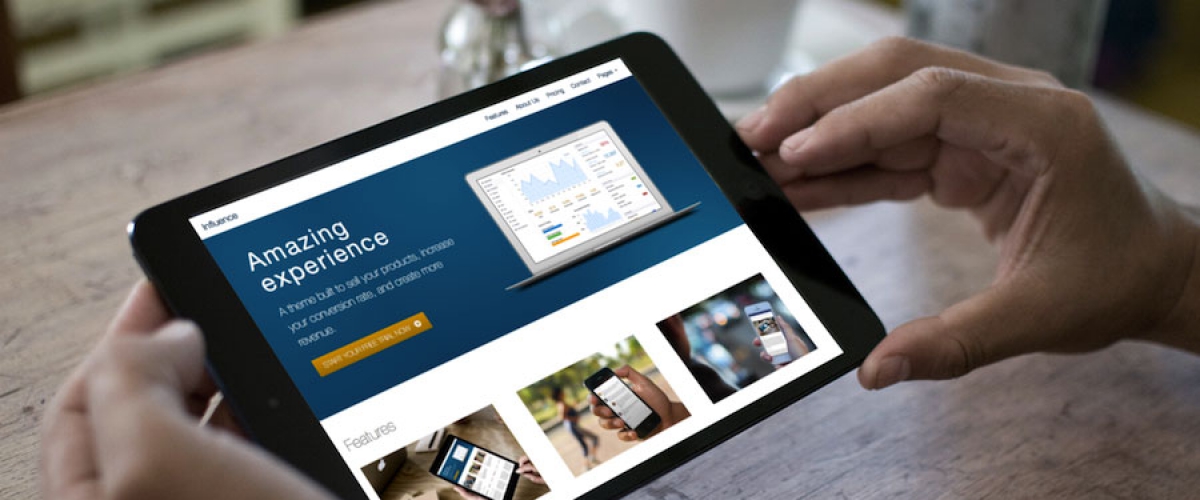 Features About Us Pricing Contact Pages
Influence
Amazing
experience
A theme built to sell your products, increase
your conversion rate, and create more
revenue.
START YOUR FREE TRIAL NOW
Features